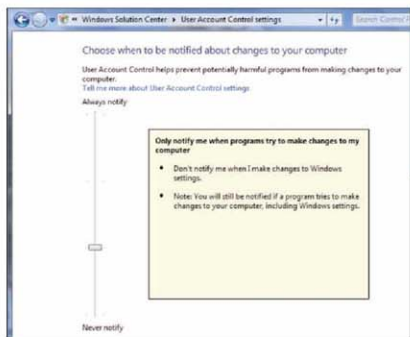 Windows Solution Center ▸ User Account Control settings
Search Control P
Choose when to be notified about changes to your computer
User Account Control helps prevent potentially harmful programs from making changes to your
computer.
Tell me more about User Account Control settings
Always notify
Only notify me when programs try to make changes to my
computer
• Don't notify me when I make changes to Windows
settings.
• Note: You will still be notified if a program tries to make
changes to your computer, including Windows settings.
Never notify